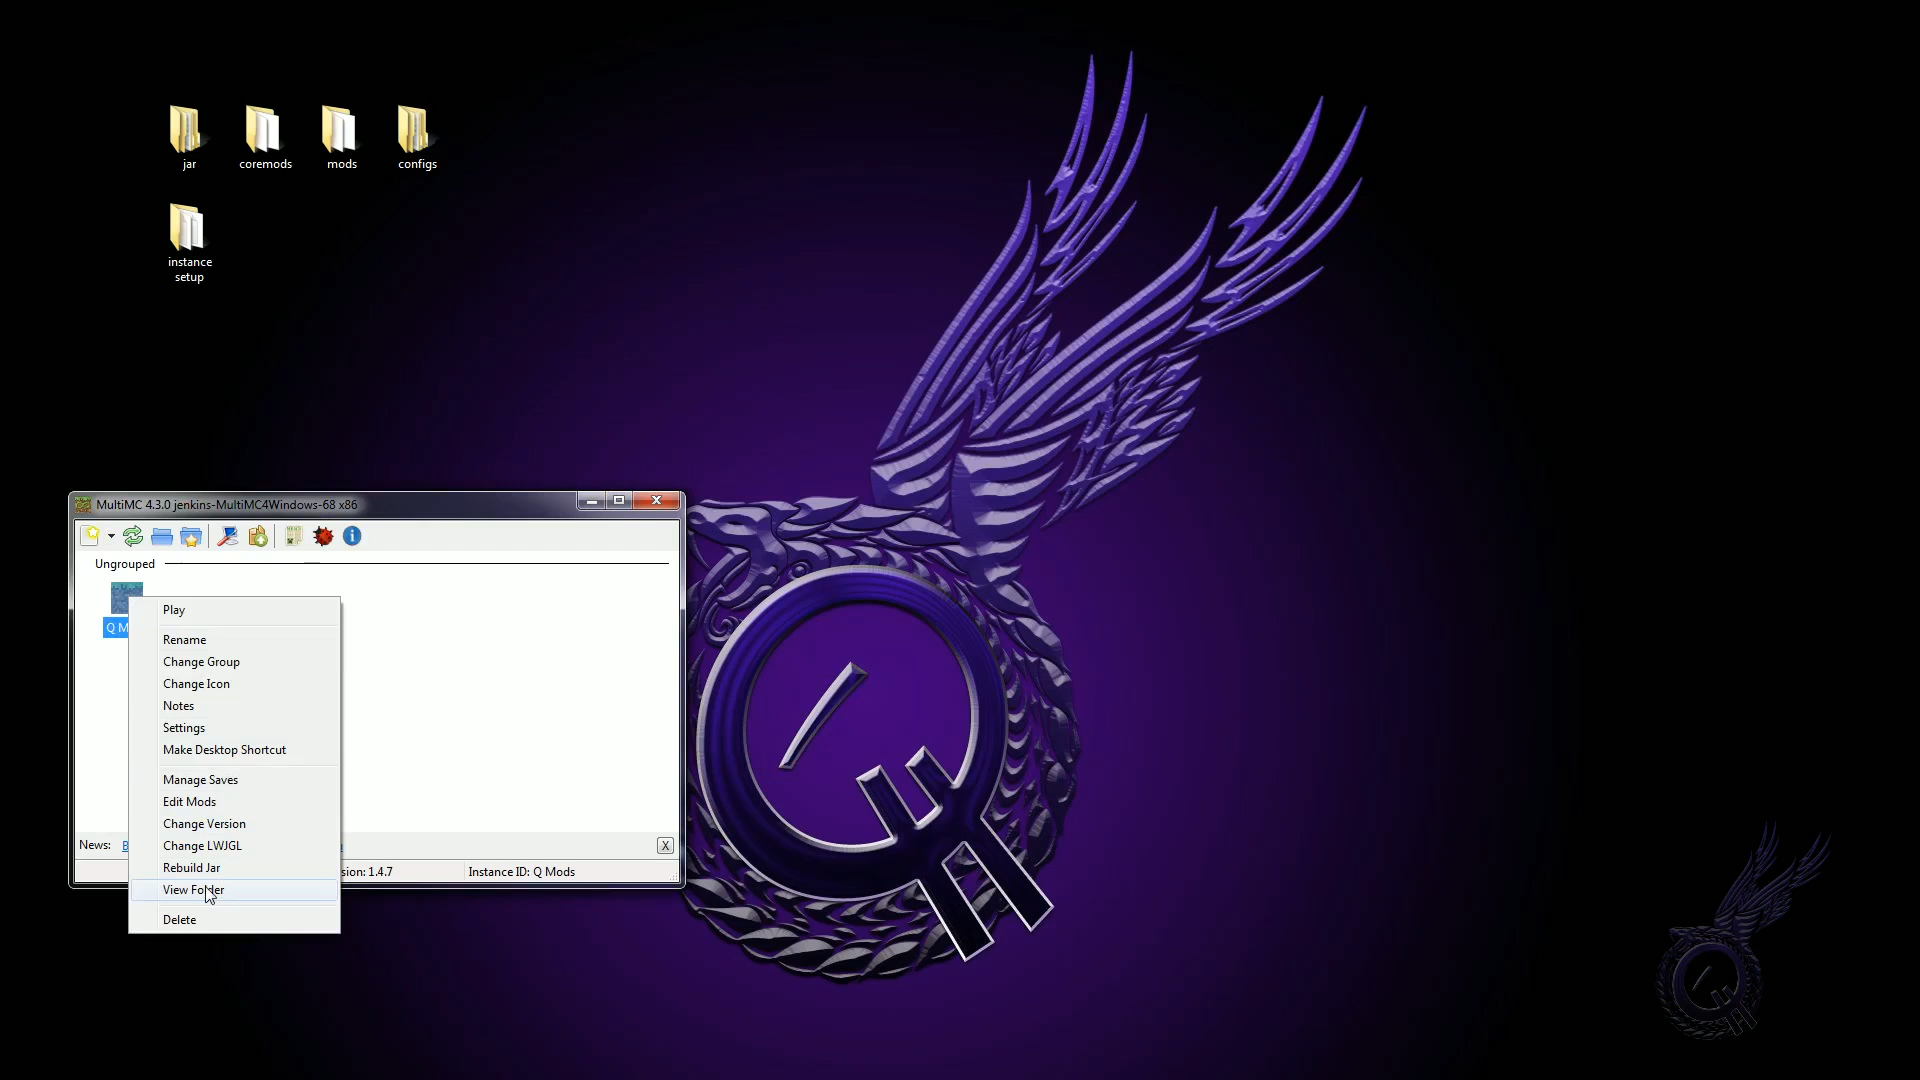 jar
coremods
mods
configs
instance
setup
MultiMC 4.3.0 jenkins-MultiMC4Windows-68 x86
Ungrouped
Q M
Play
Rename
Change Group
Change Icon
Notes
Settings
Make Desktop Shortcut
Manage Saves
Edit Mods
Change Version
Change LWJGL
Rebuild Jar
View Folder
Delete
News:
X
sion: 1.4.7
Instance ID: Q Mods